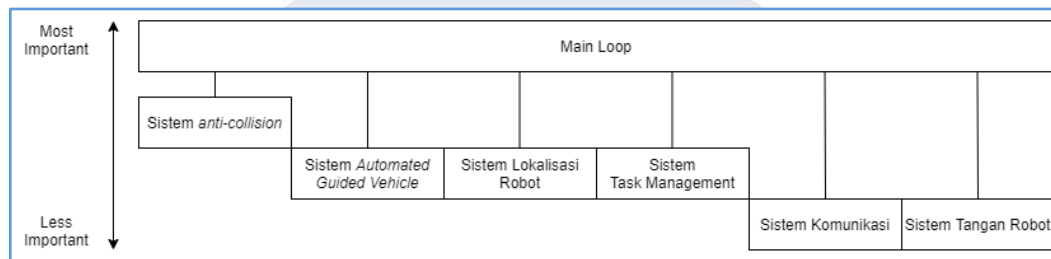 Most
Important
Main Loop
Sistem anti-collision
Sistem Automated
Guided Vehicle
Sistem Lokalisasi
Robot
Sistem
Task Management
Less
Important
Sistem Komunikasi
Sistem Tangan Robot